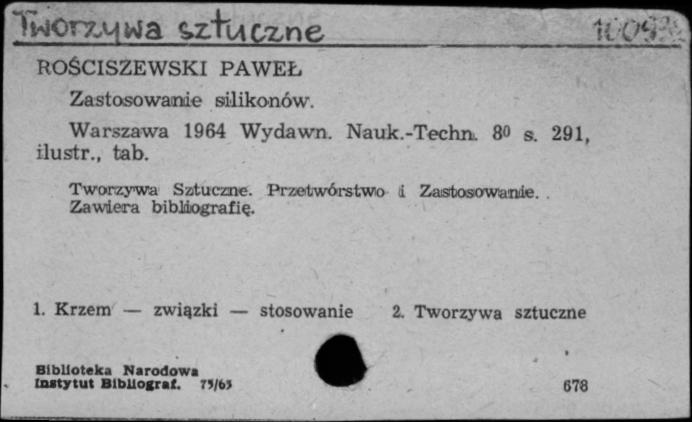 Tworzywa sztuczne
ROŚCISZEWSKI PAWEŁ
Zastosowanie silikonów.
Warszawa 1964 Wydawn. Nauk.-Techn. 8⁰ s. 291,
ilustr., tab.
Tworzywa Sztuczne. Przetwórstwo i Zastosowanie.
Zawiera bibliografię.
1. Krzem — związki — stosowanie 2. Tworzywa sztuczne
Biblioteka Narodowa
Instytut Bibliograf. 75/65
678